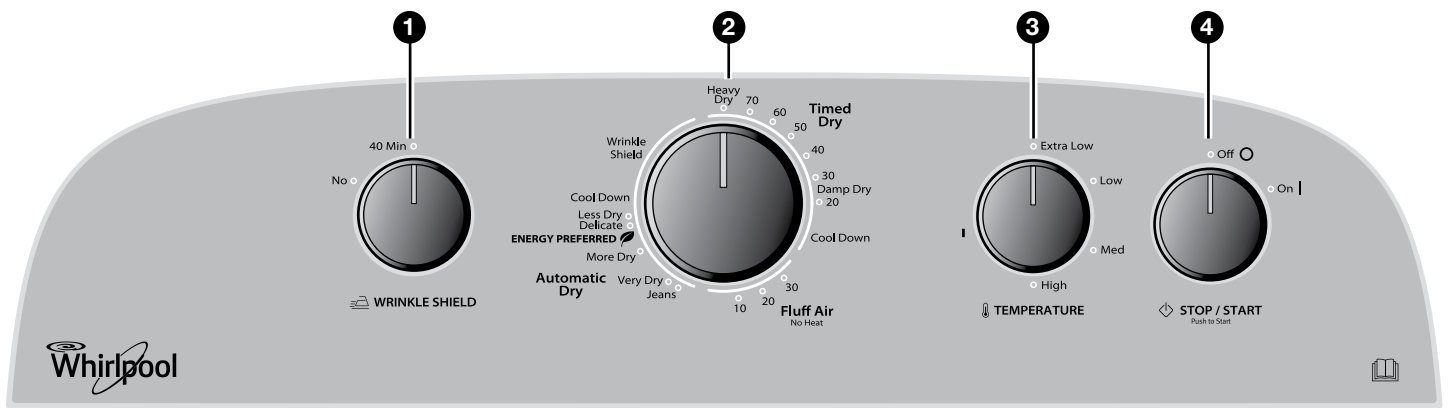 1
2
3
4
40 Min
No
WRINKLE SHIELD
Heavy
Dry
70
60
50
40
30
20
Timed
Dry
Damp Dry
Cool Down
Wrinkle
Shield
Cool Down
Less Dry
Delicate
ENERGY PREFERRED
More Dry
Very Dry
Jeans
Automatic
Dry
10
20
30
Fluff Air
No Heat
Extra Low
Low
Med
High
TEMPERATURE
Off
On
STOP / START
Push to Start
Whirlpool